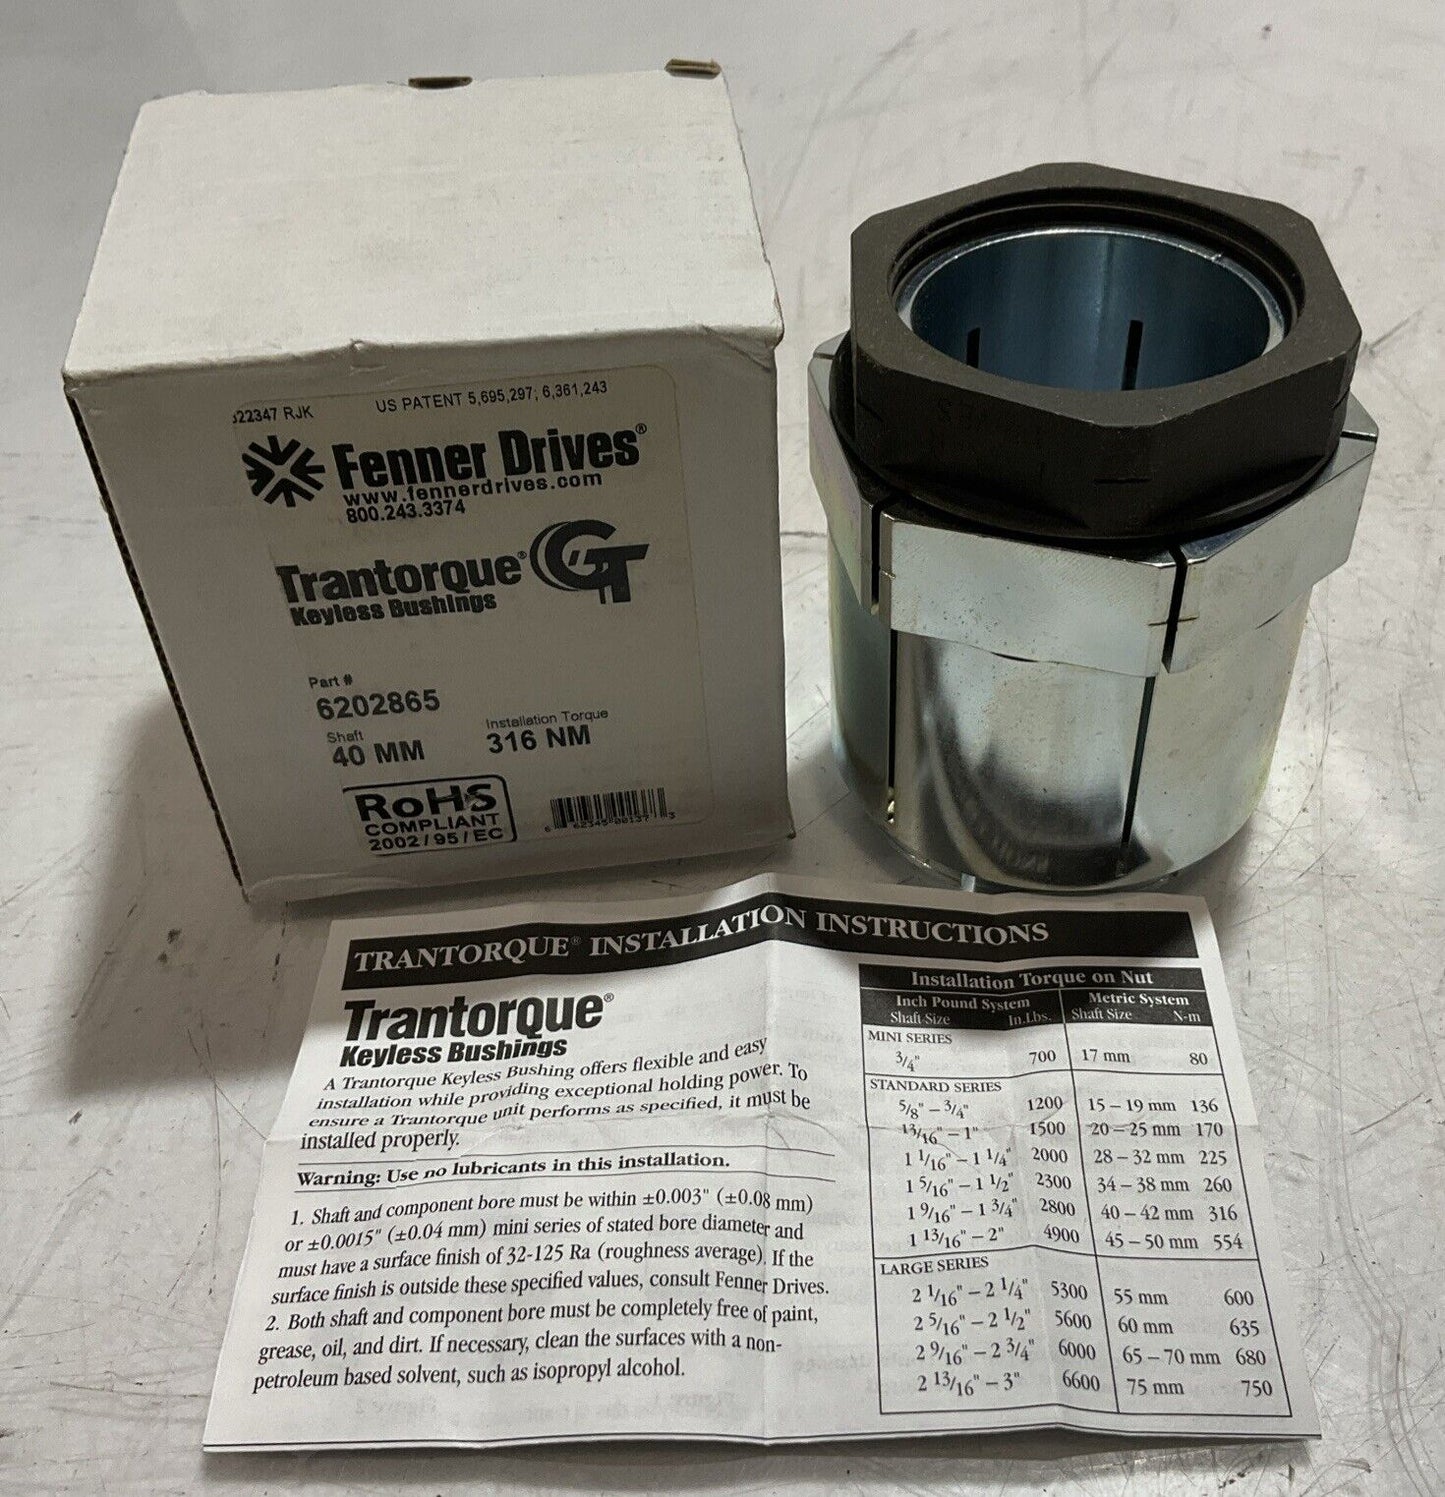 322347 RJK US PATENT 5,695,297; 6,361,243
Fenner Drives®
www.fennerdrives.com
800.243.3374
Trantorque® GT
Keyless Bushings
Part #
6202865
Shaft Installation Torque
40 MM 316 NM
RoHS
COMPLIANT
2002/95/EC
TRANTORQUE® INSTALLATION INSTRUCTIONS
Trantorque®
Keyless Bushings
A Trantorque Keyless Bushing offers flexible and easy
installation while providing exceptional holding power. To
ensure a Trantorque unit performs as specified, it must be
installed properly.
Warning: Use no lubricants in this installation.
1. Shaft and component bore must be within ±0.003" (±0.08 mm)
or ±0.0015" (±0.04 mm) mini series of stated bore diameter and
must have a surface finish of 32-125 Ra (roughness average). If the
surface finish is outside these specified values, consult Fenner Drives.
2. Both shaft and component bore must be completely free of paint,
grease, oil, and dirt. If necessary, clean the surfaces with a non-
petroleum based solvent, such as isopropyl alcohol.
Installation Torque on Nut
Inch Pound System Metric System
Shaft Size In.Lbs. Shaft Size N-m
MINI SERIES
3/4" 700 17 mm 80
STANDARD SERIES
5/8" – 3/4" 1200 15 – 19 mm 136
13/16" – 1" 1500 20 – 25 mm 170
1 1/16" – 1 1/4" 2000 28 – 32 mm 225
1 5/16" – 1 1/2" 2300 34 – 38 mm 260
1 9/16" – 1 3/4" 2800 40 – 42 mm 316
1 13/16" – 2" 4900 45 – 50 mm 554
LARGE SERIES
2 1/16" – 2 1/4" 5300 55 mm 600
2 5/16" – 2 1/2" 5600 60 mm 635
2 9/16" – 2 3/4" 6000 65 – 70 mm 680
2 13/16" – 3" 6600 75 mm 750